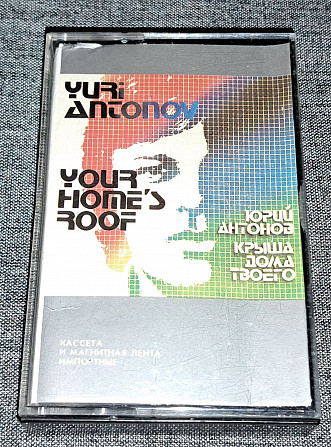 YURI
ANTONOV
YOUR
HOME'S
ROOF
ЮРИЙ
АНТОНОВ
КРЫША
ДОМА
ТВОЕГО
КАССЕТА
И МАГНИТНАЯ ЛЕНТА
ИМПОРТНЫЕ